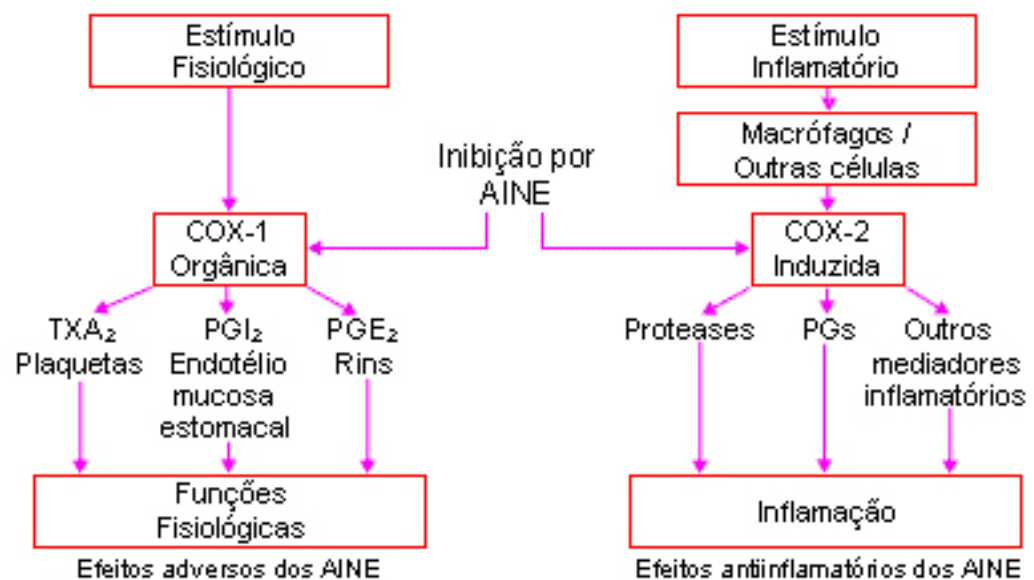 Estímulo
Fisiológico
Estímulo
Inflamatório
Macrófagos /
Outras células
Inibição por
AINE
COX-1
Orgânica
COX-2
Induzida
TXA₂
Plaquetas
PGI₂
Endotélio
mucosa
estomacal
PGE₂
Rins
Proteases
PGs
Outros
mediadores
inflamatórios
Funções
Fisiológicas
Inflamação
Efeitos adversos dos AINE
Efeitos antiinflamatórios dos AINE